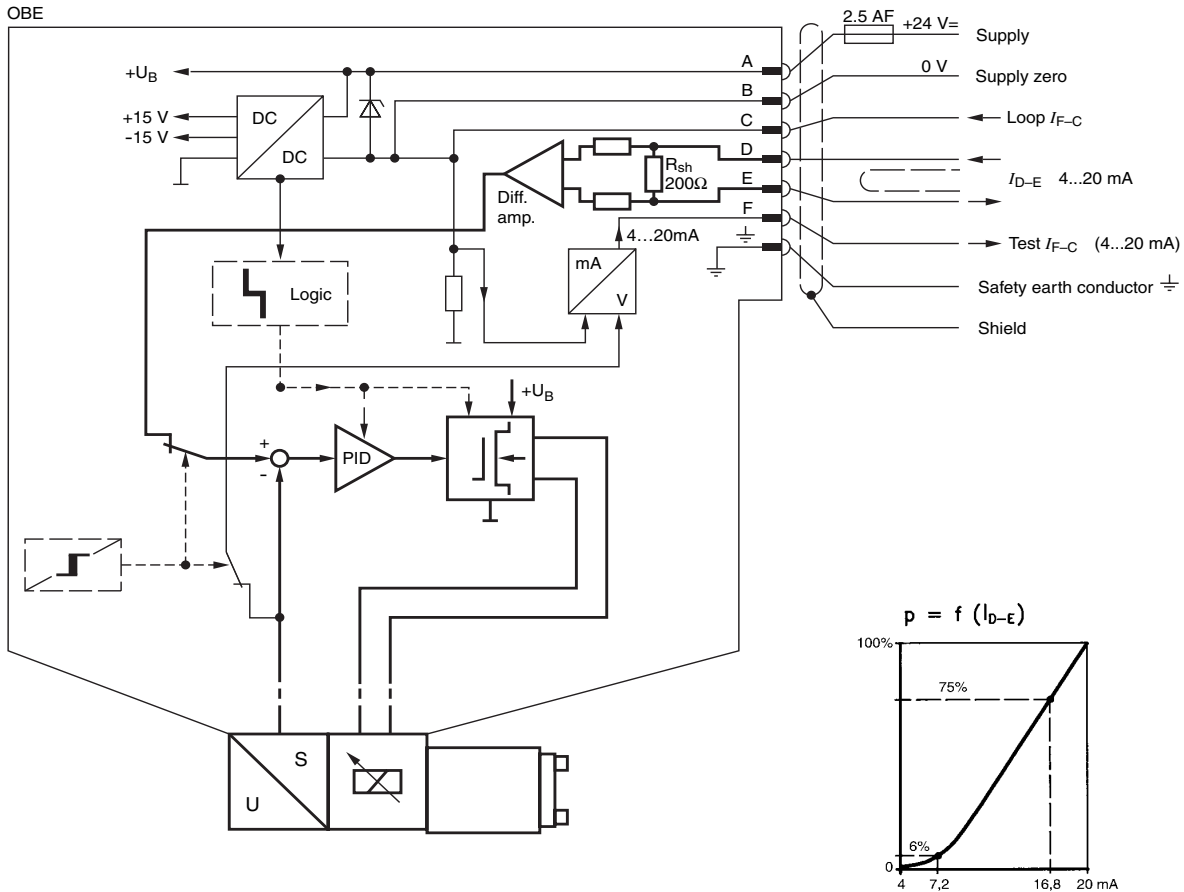 OBE
2.5 AF
+24 V=
Supply
A
+U_B
0 V
Supply zero
B
+15 V
-15 V
DC
DC
C
Loop I_F–C
D
R_sh
200Ω
E
I_D–E 4...20 mA
Diff.
amp.
F
4...20mA
Test I_F–C (4...20 mA)
mA
V
Logic
Safety earth conductor
Shield
+U_B
+
-
PID
S
U
p = f (I_D–E)
100%
75%
6%
0
4 7,2 16,8 20 mA